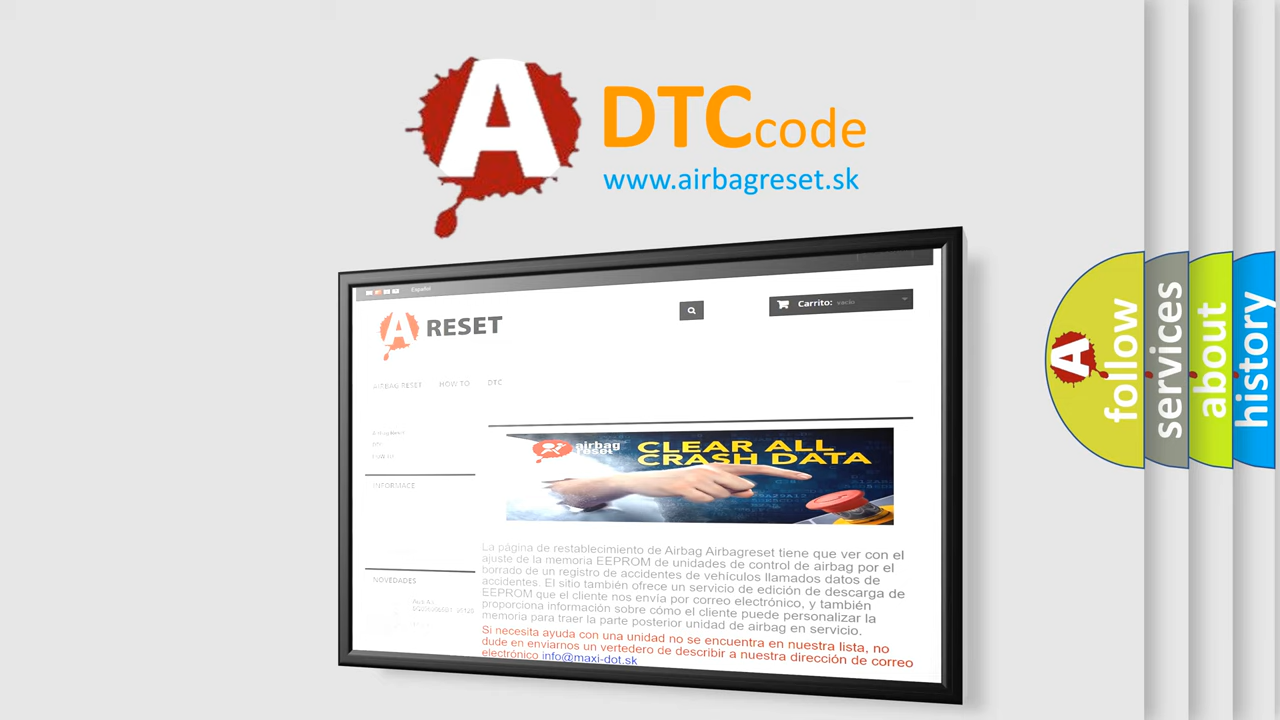 A
DTCcode
www.airbagreset.sk
Español
A RESET
Carrito: vacío
AIRBAG RESET HOW TO DTC
INFORMACE
NOVEDADES
airbag
reset
CLEAR ALL
CRASH DATA
La página de restablecimiento de Airbag Airbagreset tiene que ver con el
ajuste de la memoria EEPROM de unidades de control de airbag por el
borrado de un registro de accidentes de vehículos llamados datos de
accidentes. El sitio también ofrece un servicio de edición de descarga de
EEPROM que el cliente nos envía por correo electrónico, y también
proporciona información sobre cómo el cliente puede personalizar la
memoria para traer la parte posterior unidad de airbag en servicio.
Si necesita ayuda con una unidad no se encuentra en nuestra lista, no
dude en enviarnos un vertedero de describir a nuestra dirección de correo
electrónico info@maxi-dot.sk
A
follow
services
about
history